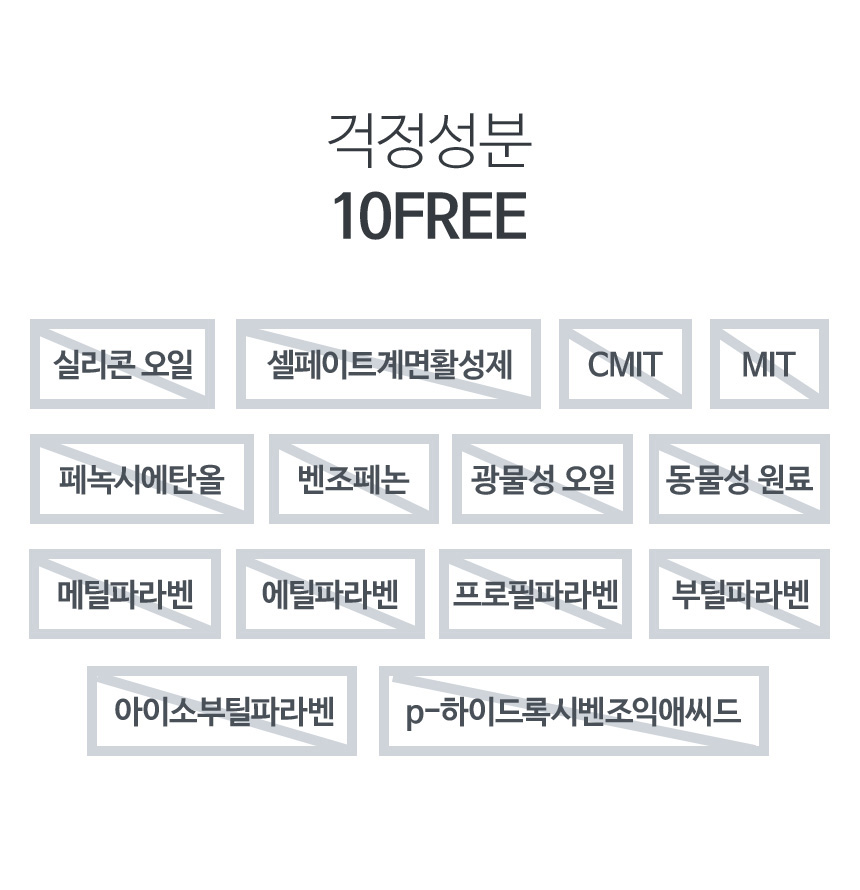 걱정성분
10FREE
실리콘 오일 셀페이트계면활성제 CMIT MIT
페녹시에탄올 벤조페논 광물성 오일 동물성 원료
메틸파라벤 에틸파라벤 프로필파라벤 부틸파라벤
아이소부틸파라벤 p-하이드록시벤조익애씨드